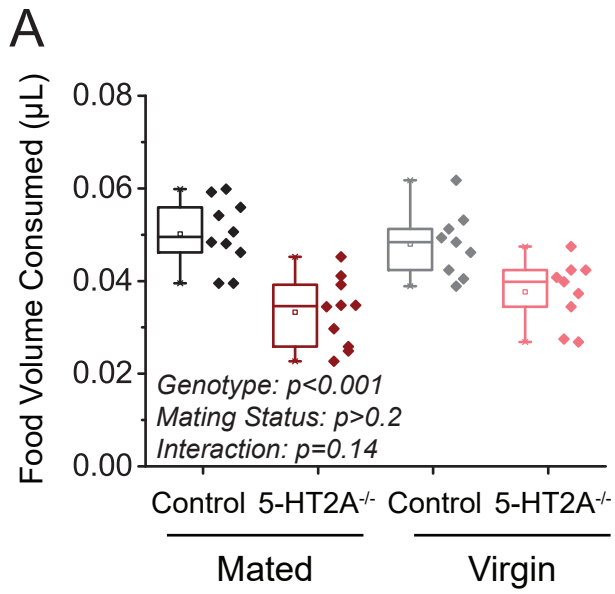 A
Food Volume Consumed (µL)
0.08
0.06
0.04
0.02
0.00
Genotype: p<0.001
Mating Status: p>0.2
Interaction: p=0.14
Control 5-HT2A-/- Control 5-HT2A-/-
Mated Virgin